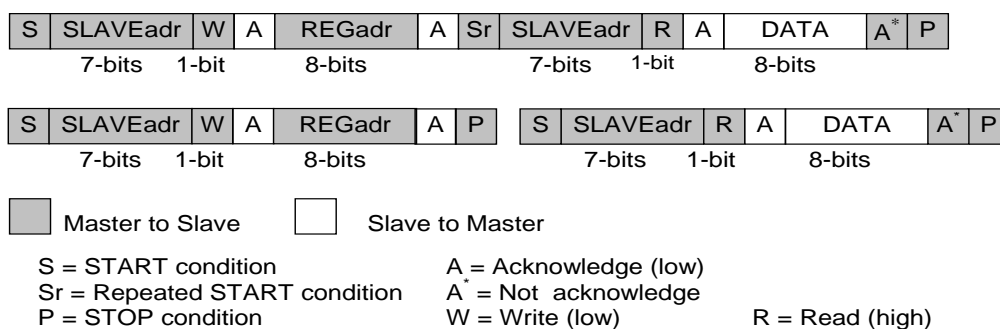 S SLAVEadr W A REGadr A Sr SLAVEadr R A DATA A* P
7-bits 1-bit 8-bits 7-bits 1-bit 8-bits
S SLAVEadr W A REGadr A P S SLAVEadr R A DATA A* P
7-bits 1-bit 8-bits 7-bits 1-bit 8-bits
Master to Slave Slave to Master
S = START condition A = Acknowledge (low)
Sr = Repeated START condition A* = Not acknowledge
P = STOP condition W = Write (low) R = Read (high)